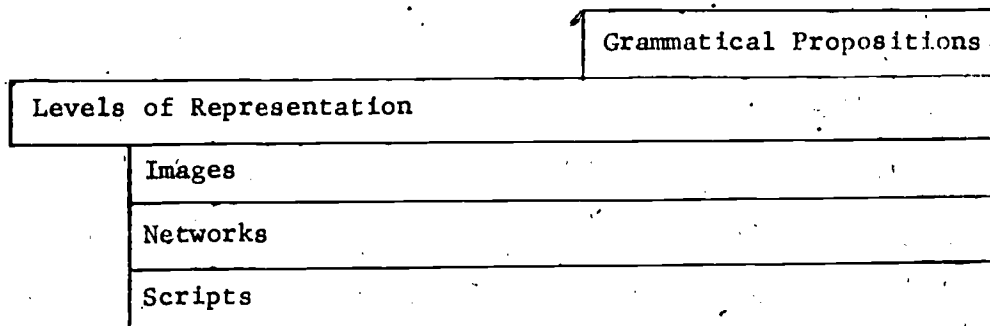 Grammatical Propositions
Levels of Representation
Images
Networks
Scripts